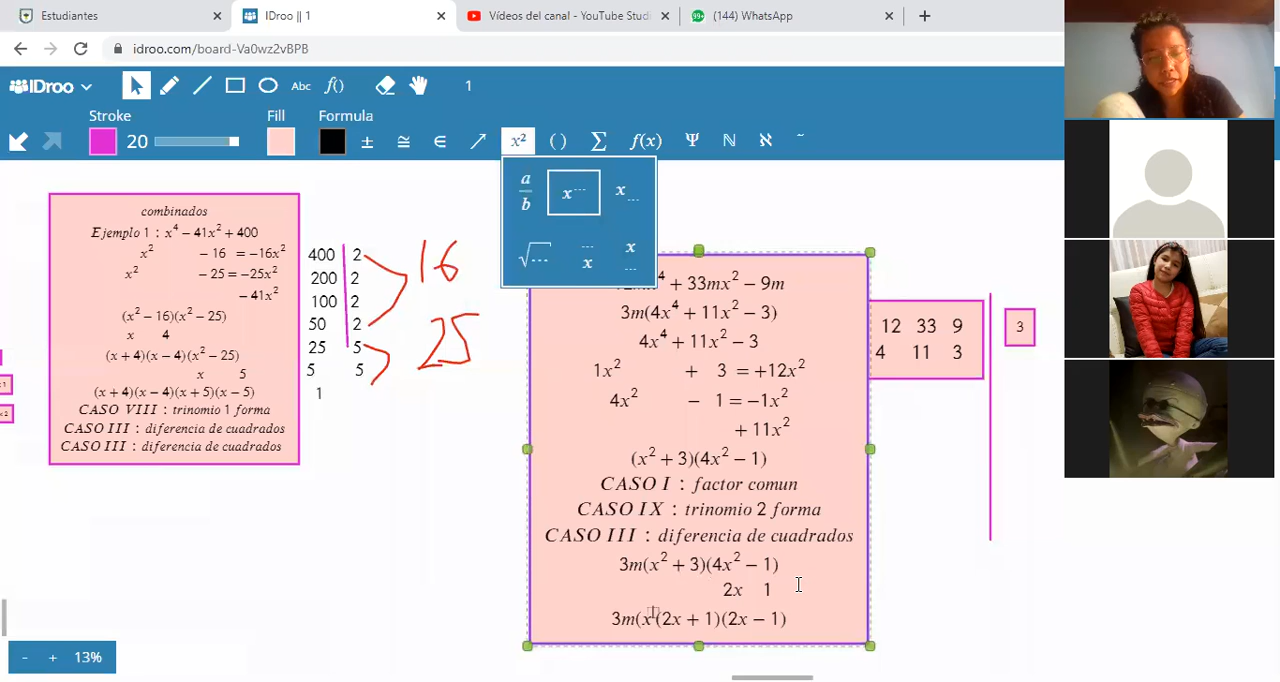 Estudiantes
IDroo || 1
Vídeos del canal - YouTube Studi
99+
(144) WhatsApp
idroo.com/board-Va0wz2vBPB
IDroo
Abc
f()
1
Stroke
Fill
Formula
20
± ≅ ∈ x² ( ) ∑ f(x) Ψ ℕ ℵ ~
a/b x⋯ x…
√⋯ ⋯x x…
combinados
Ejemplo 1 : x⁴ − 41x² + 400
x² − 16 = −16x²
x² − 25 = −25x²
− 41x²
(x² − 16)(x² − 25)
x 4
(x + 4)(x − 4)(x² − 25)
x 5
(x + 4)(x − 4)(x + 5)(x − 5)
CASO VIII : trinomio 1 forma
CASO III : diferencia de cuadrados
CASO III : diferencia de cuadrados
400 2
200 2
100 2
50 2
25 5
5 5
1
16
25
+ 33mx² − 9m
3m(4x⁴ + 11x² − 3)
4x⁴ + 11x² − 3
1x² + 3 = +12x²
4x² − 1 = −1x²
+ 11x²
(x² + 3)(4x² − 1)
CASO I : factor comun
CASO IX : trinomio 2 forma
CASO III : diferencia de cuadrados
3m(x² + 3)(4x² − 1)
2x 1
3m(x(2x + 1)(2x − 1)
12 33 9
4 11 3
3
- + 13%